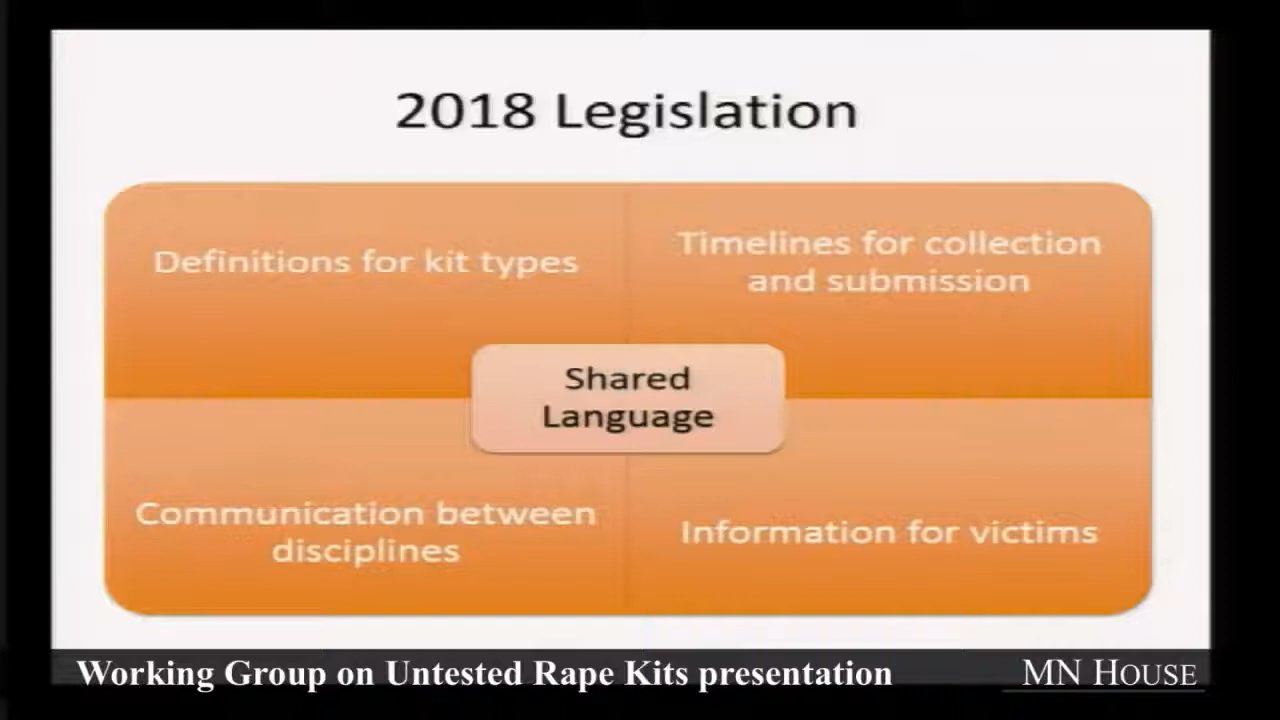 2018 Legislation
Definitions for kit types
Timelines for collection
and submission
Shared
Language
Communication between
disciplines
Information for victims
Working Group on Untested Rape Kits presentation
MN HOUSE